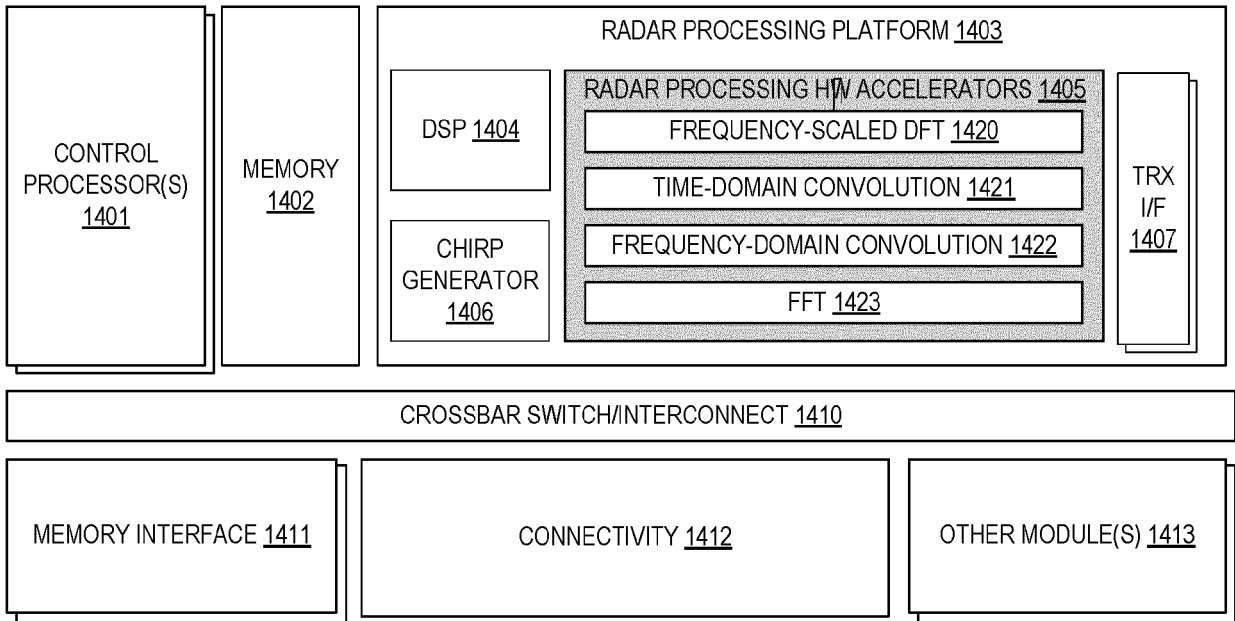 CONTROL
PROCESSOR(S)
1401
MEMORY
1402
RADAR PROCESSING PLATFORM 1403
DSP 1404
CHIRP
GENERATOR
1406
RADAR PROCESSING HW ACCELERATORS 1405
FREQUENCY-SCALED DFT 1420
TIME-DOMAIN CONVOLUTION 1421
FREQUENCY-DOMAIN CONVOLUTION 1422
FFT 1423
TRX
I/F
1407
CROSSBAR SWITCH/INTERCONNECT 1410
MEMORY INTERFACE 1411
CONNECTIVITY 1412
OTHER MODULE(S) 1413